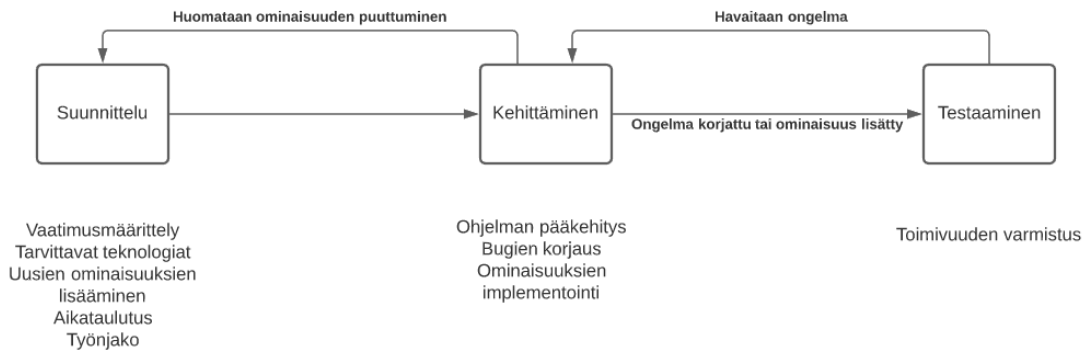 Huomataan ominaisuuden puuttuminen
Havaitaan ongelma
Suunnittelu
Kehittäminen
Testaaminen
Ongelma korjattu tai ominaisuus lisätty
Vaatimusmäärittely
Tarvittavat teknologiat
Uusien ominaisuuksien
lisääminen
Aikataulutus
Työnjako
Ohjelman pääkehitys
Bugien korjaus
Ominaisuuksien
implementointi
Toimivuuden varmistus